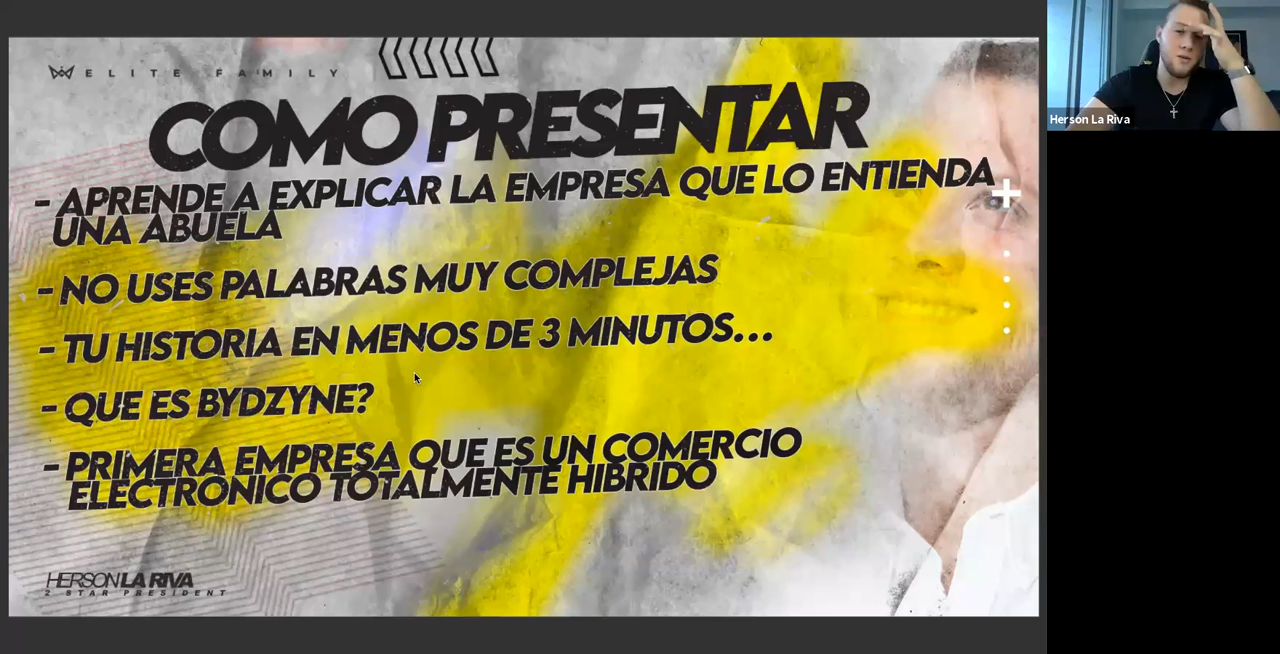 ELITE FAMILY
COMO PRESENTAR
- APRENDE A EXPLICAR LA EMPRESA QUE LO ENTIENDA
UNA ABUELA
- NO USES PALABRAS MUY COMPLEJAS
- TU HISTORIA EN MENOS DE 3 MINUTOS...
- QUE ES BYDZYNE?
- PRIMERA EMPRESA QUE ES UN COMERCIO
ELECTRONICO TOTALMENTE HIBRIDO
HERSON LA RIVA
2 STAR PRESIDENT
Herson La Riva